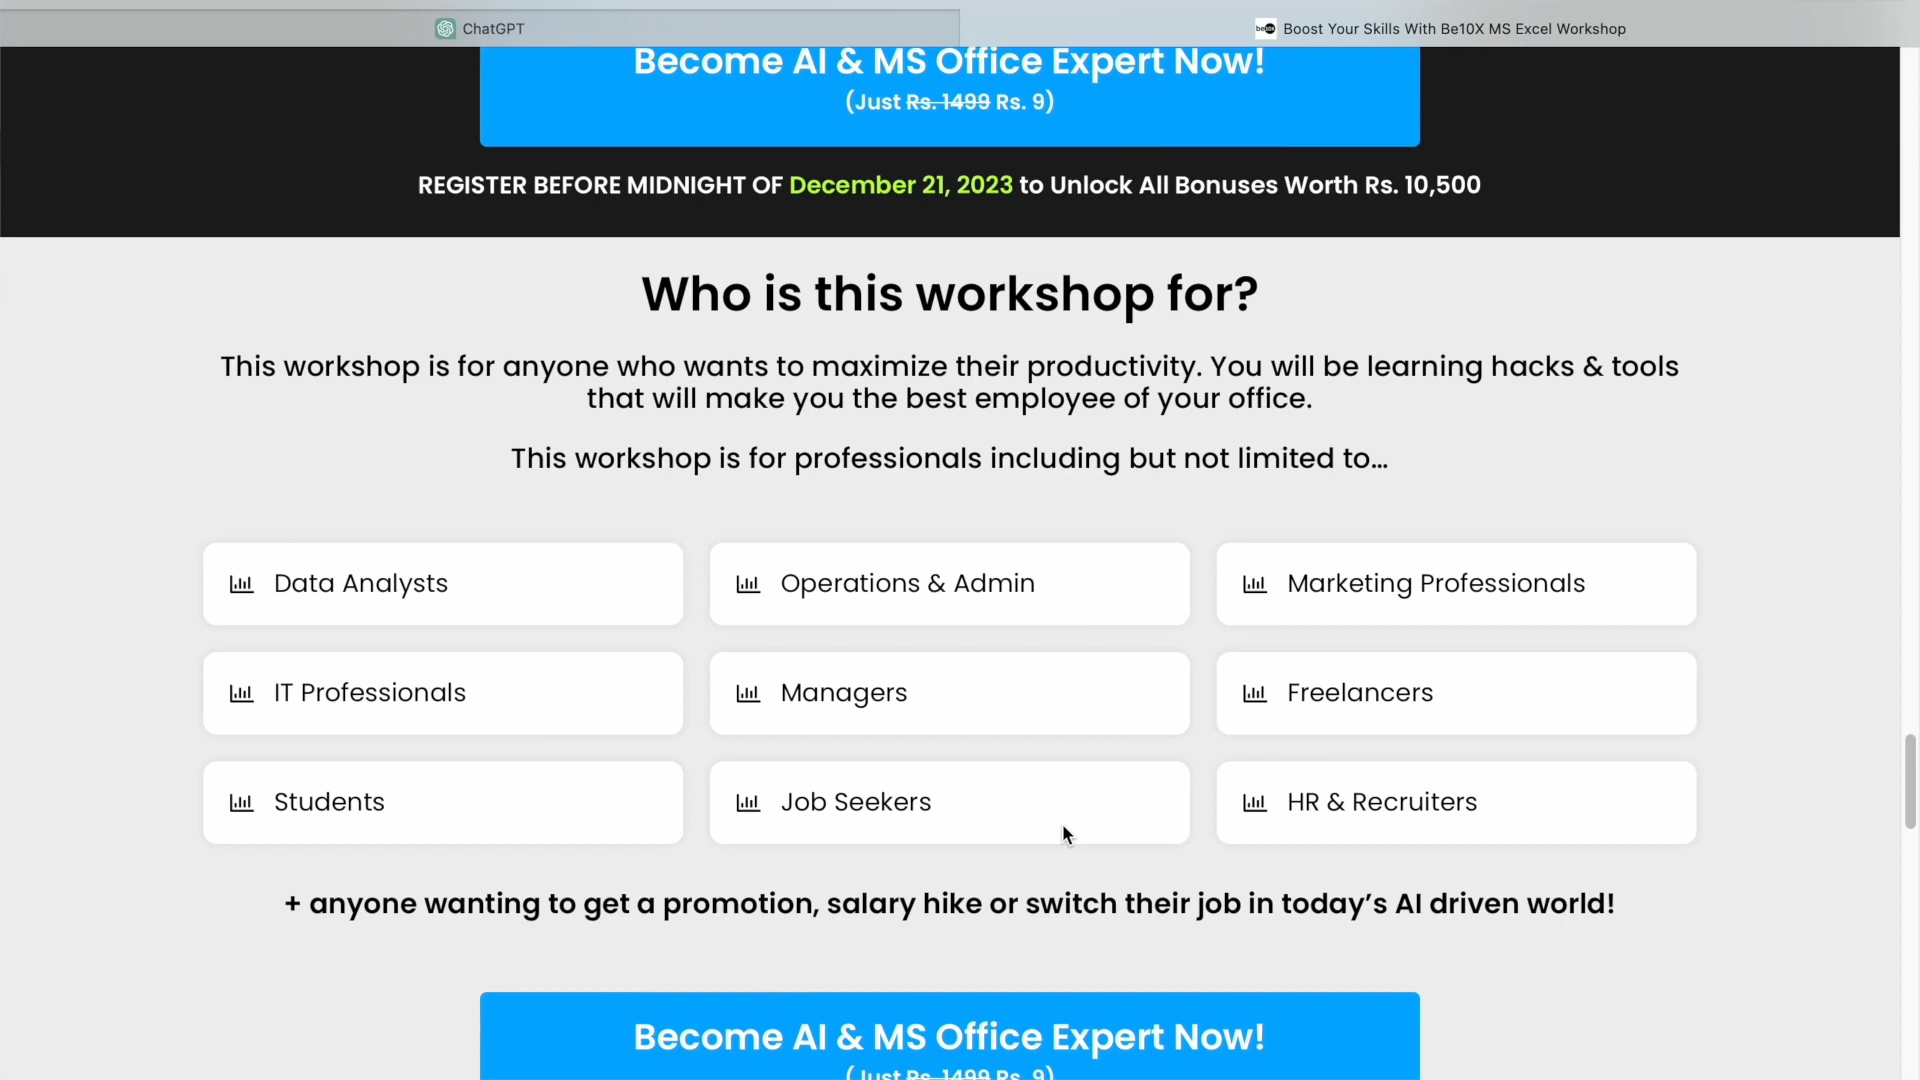 ChatGPT
be10X Boost Your Skills With Be10X MS Excel Workshop
Become AI & MS Office Expert Now!
(Just Rs. 1499 Rs. 9)
REGISTER BEFORE MIDNIGHT OF December 21, 2023 to Unlock All Bonuses Worth Rs. 10,500
Who is this workshop for?
This workshop is for anyone who wants to maximize their productivity. You will be learning hacks & tools
that will make you the best employee of your office.
This workshop is for professionals including but not limited to...
Data Analysts
Operations & Admin
Marketing Professionals
IT Professionals
Managers
Freelancers
Students
Job Seekers
HR & Recruiters
+ anyone wanting to get a promotion, salary hike or switch their job in today’s AI driven world!
Become AI & MS Office Expert Now!
(Just Rs. 1499 Rs. 9)